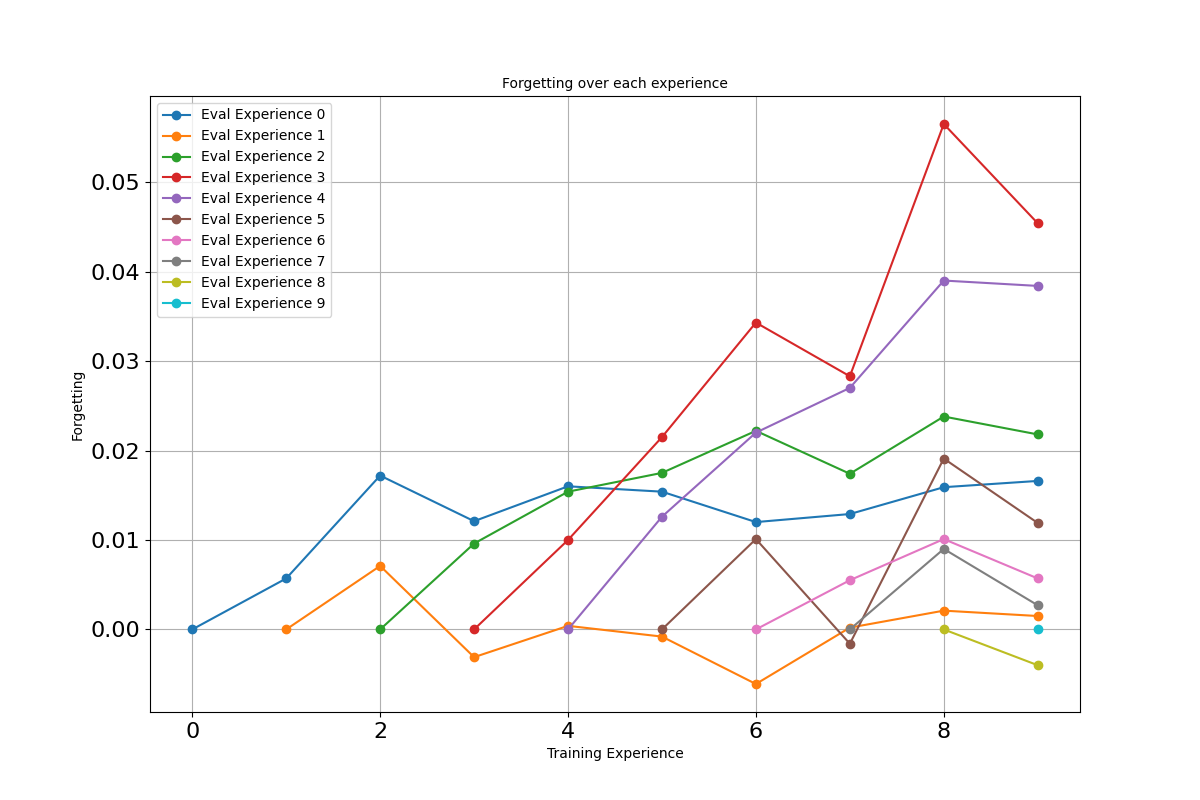 Forgetting over each experience
Eval Experience 0
Eval Experience 1
Eval Experience 2
Eval Experience 3
Eval Experience 4
Eval Experience 5
Eval Experience 6
Eval Experience 7
Eval Experience 8
Eval Experience 9
0.05
0.04
0.03
0.02
0.01
0.00
Forgetting
0 2 4 6 8
Training Experience